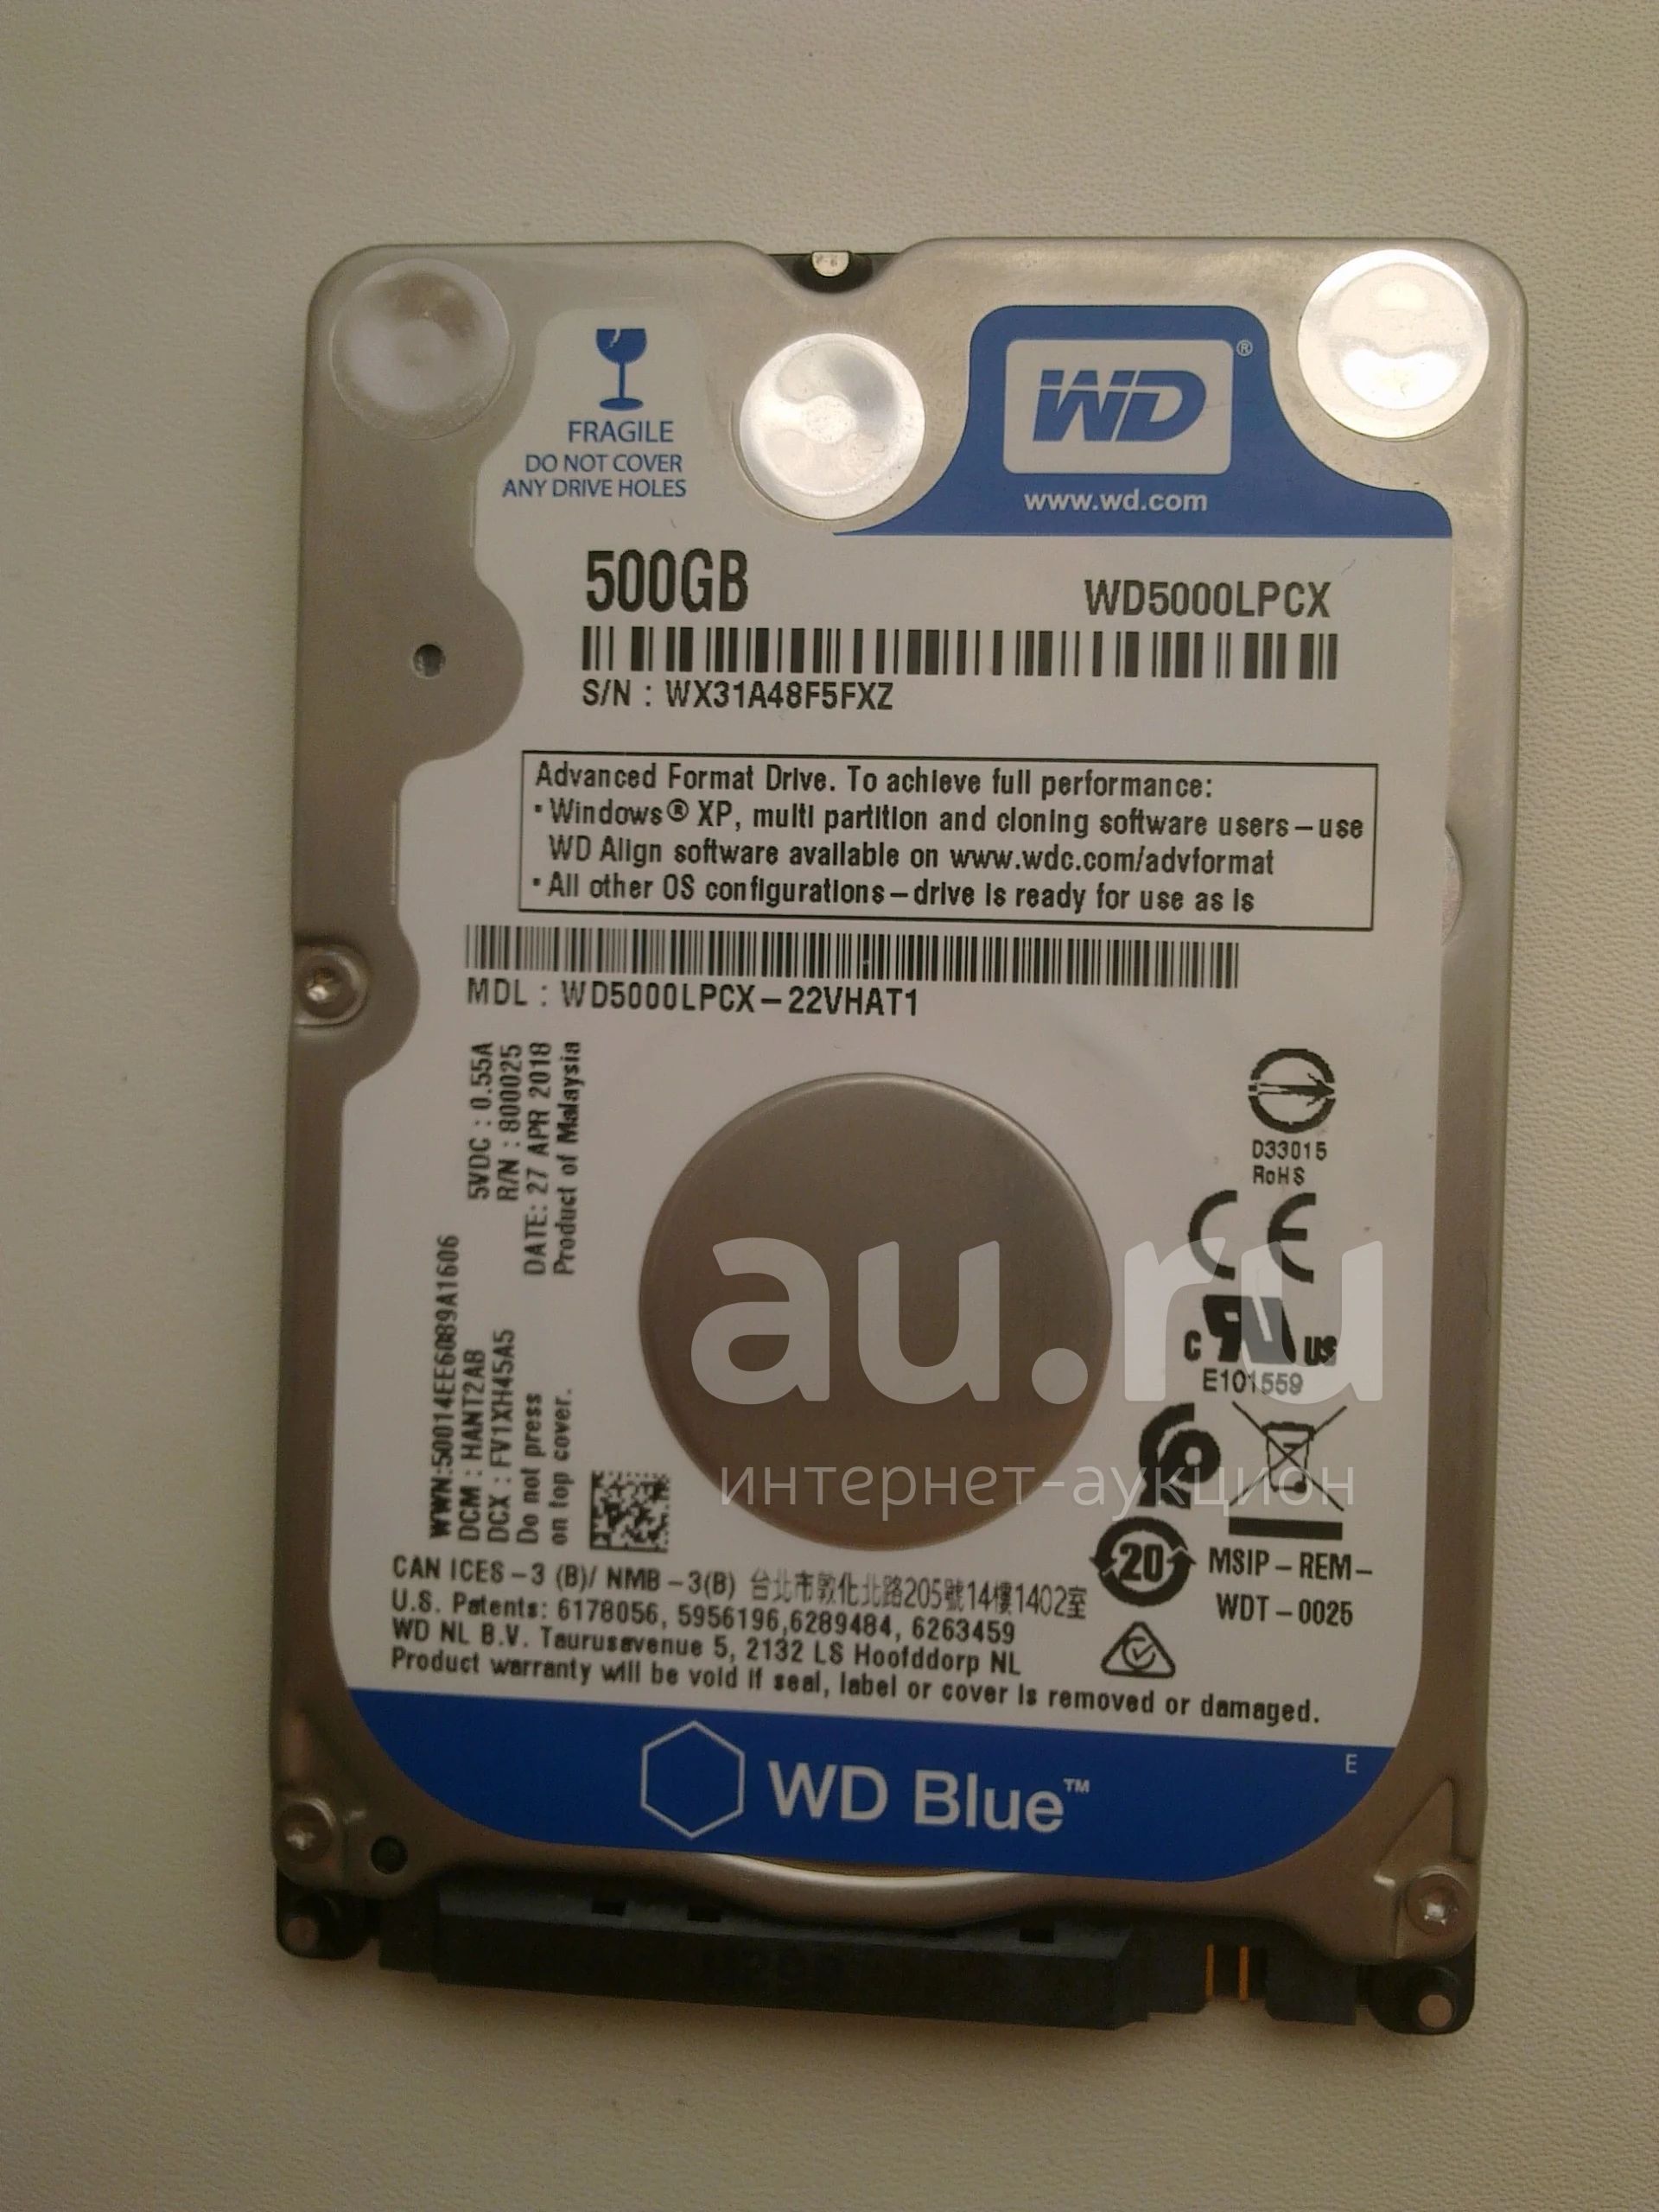 FRAGILE
DO NOT COVER
ANY DRIVE HOLES
WD®
www.wd.com
500GB
WD5000LPCX
S/N : WX31A48F5FXZ
Advanced Format Drive. To achieve full performance:
• Windows® XP, multi partition and cloning software users – use
WD Align software available on www.wdc.com/advformat
• All other OS configurations – drive is ready for use as is
MDL : WD5000LPCX – 22VHAT1
5VDC : 0.55A
R/N : 800025
DATE: 27 APR 2018
Product of Malaysia
WWN:50014EE6089A1606
DCM : HANT2AB
DCX : FV1XH45A5
Do not press
on top cover.
D33015
RoHS
CE
c RU us
E101559
au.ru
интернет-аукцион
20
MSIP – REM –
WDT – 0025
CAN ICES – 3 (B)/ NMB – 3(B) 台北市敦化北路205號14樓1402室
U.S. Patents: 6178056, 5956196,6289484, 6263459
WD NL B.V. Taurusavenue 5, 2132 LS Hoofddorp NL
Product warranty will be void if seal, label or cover is removed or damaged.
WD Blue™
E